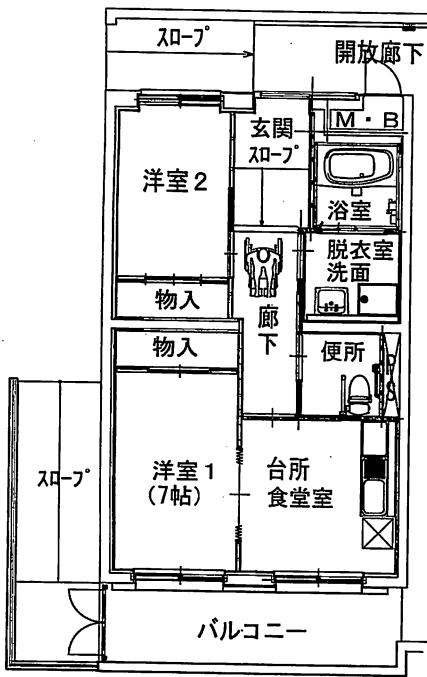 スロープ
開放廊下
M・B
玄関
スロープ
洋室2
浴室
脱衣室
洗面
物入
廊下
物入
便所
洋室1
(7帖)
台所
食堂室
スロープ
バルコニー